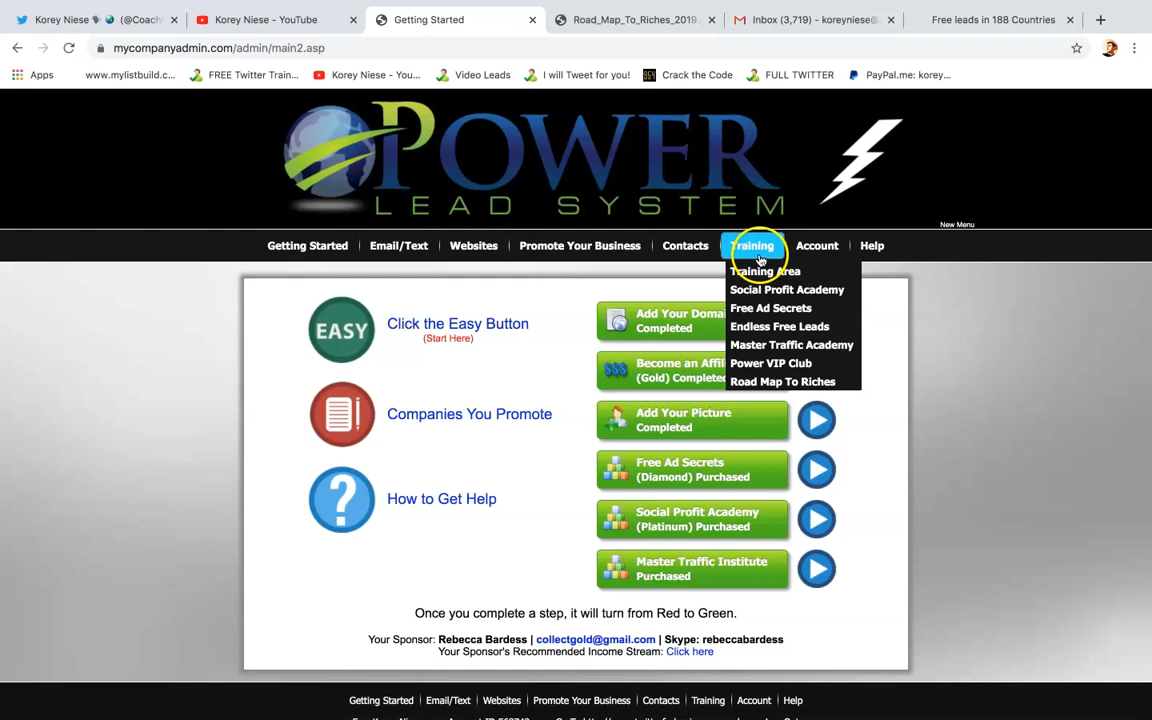 Korey Niese (@Coach
Korey Niese - YouTube
Getting Started
Road_Map_To_Riches_2019.
Inbox (3,719) - koreyniese@
Free leads in 188 Countries
mycompanyadmin.com/admin/main2.asp
Apps
www.mylistbuild.c...
FREE Twitter Train...
Korey Niese - You...
Video Leads
I will Tweet for you!
Crack the Code
FULL TWITTER
PayPal.me: korey...
POWER
LEAD SYSTEM
New Menu
Getting Started
Email/Text
Websites
Promote Your Business
Contacts
Training
Account
Help
Training Area
Social Profit Academy
Free Ad Secrets
Endless Free Leads
Master Traffic Academy
Power VIP Club
Road Map To Riches
EASY
Click the Easy Button
(Start Here)
Companies You Promote
?
How to Get Help
Add Your Doma
Completed
$$$
Become an Affil
(Gold) Complete
Add Your Picture
Completed
Free Ad Secrets
(Diamond) Purchased
Social Profit Academy
(Platinum) Purchased
Master Traffic Institute
Purchased
Once you complete a step, it will turn from Red to Green.
Your Sponsor: Rebecca Bardess | collectgold@gmail.com | Skype: rebeccabardess
Your Sponsor's Recommended Income Stream: Click here
Getting Started
Email/Text
Websites
Promote Your Business
Contacts
Training
Account
Help